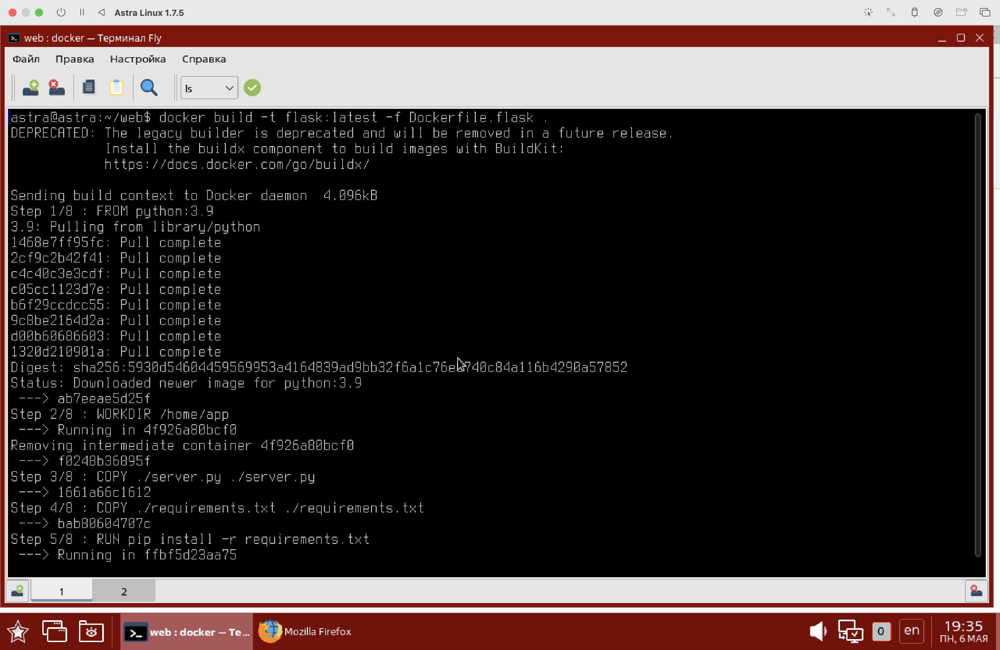 Astra Linux 1.7.5
web : docker — Терминал Fly
Файл Правка Настройка Справка
ls
astra@astra:~/web$ docker build -t flask:latest -f Dockerfile.flask .
DEPRECATED: The legacy builder is deprecated and will be removed in a future release.
Install the buildx component to build images with BuildKit:
https://docs.docker.com/go/buildx/
Sending build context to Docker daemon 4.096kB
Step 1/8 : FROM python:3.9
3.9: Pulling from library/python
1468e7ff95fc: Pull complete
2cf9c2b42f41: Pull complete
c4c40c3e3cdf: Pull complete
c05cc1123d7e: Pull complete
b6f29ccdcc55: Pull complete
9c8be2164d2a: Pull complete
d00b60686603: Pull complete
1320d210901a: Pull complete
Digest:
Status: Downloaded newer image for python:3.9
---> ab7eeae5d25f
Step 2/8 : WORKDIR /home/app
---> Running in 4f926a80bcf0
Removing intermediate container 4f926a80bcf0
---> f0248b36895f
Step 3/8 : COPY ./server.py ./server.py
---> 1661a66c1612
Step 4/8 : COPY ./requirements.txt ./requirements.txt
---> bab80604707c
Step 5/8 : RUN pip install -r requirements.txt
---> Running in ffbf5d23aa75
1 2
web : docker — Te...
Mozilla Firefox
0
en
19:35
ПН, 6 МАЯ